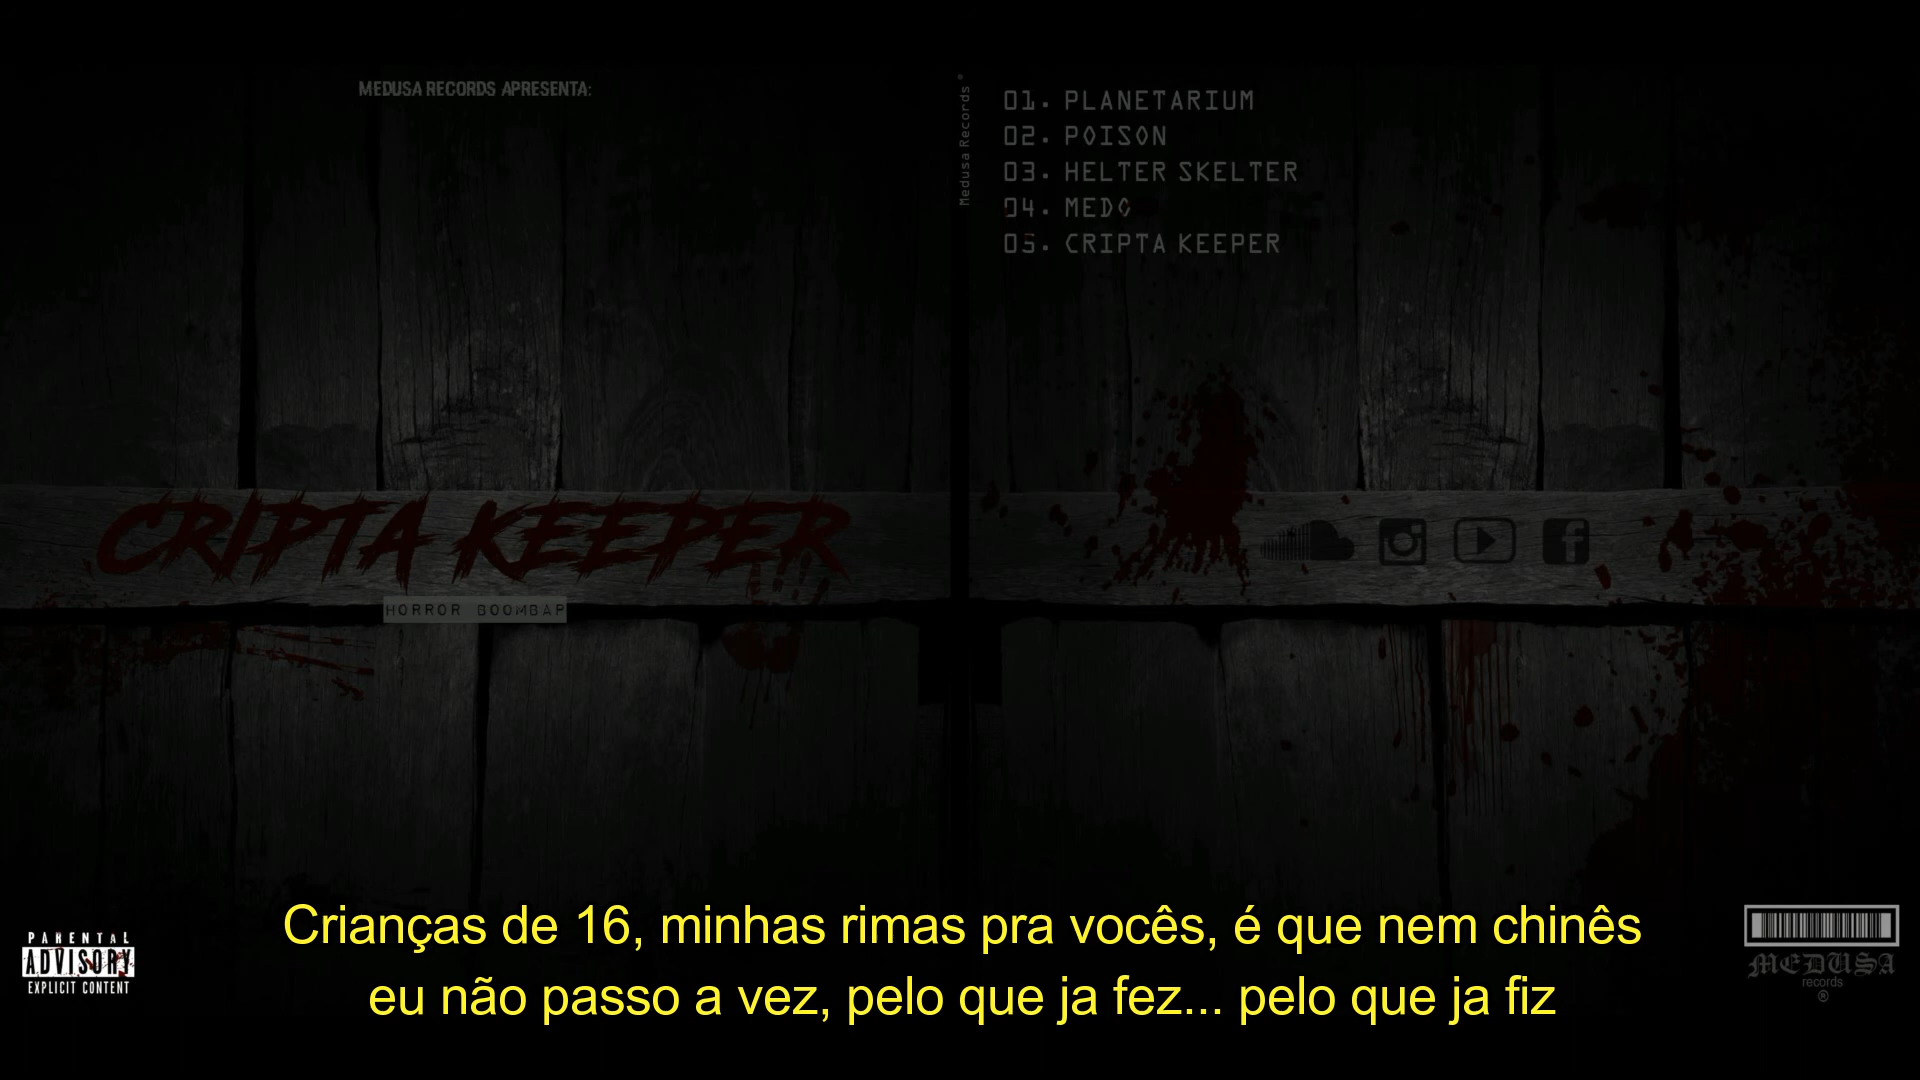 MEDUSA RECORDS APRESENTA:
Medusa Records ®
01. PLANETARIUM
02. POISON
03. HELTER SKELTER
04. MEDO
05. CRIPTA KEEPER
CRIPTA KEEPER
HORROR BOOMBAP
Crianças de 16, minhas rimas pra vocês, é que nem chinês
eu não passo a vez, pelo que ja fez... pelo que ja fiz
PARENTAL
ADVISORY
EXPLICIT CONTENT
MEDUSA
records
®